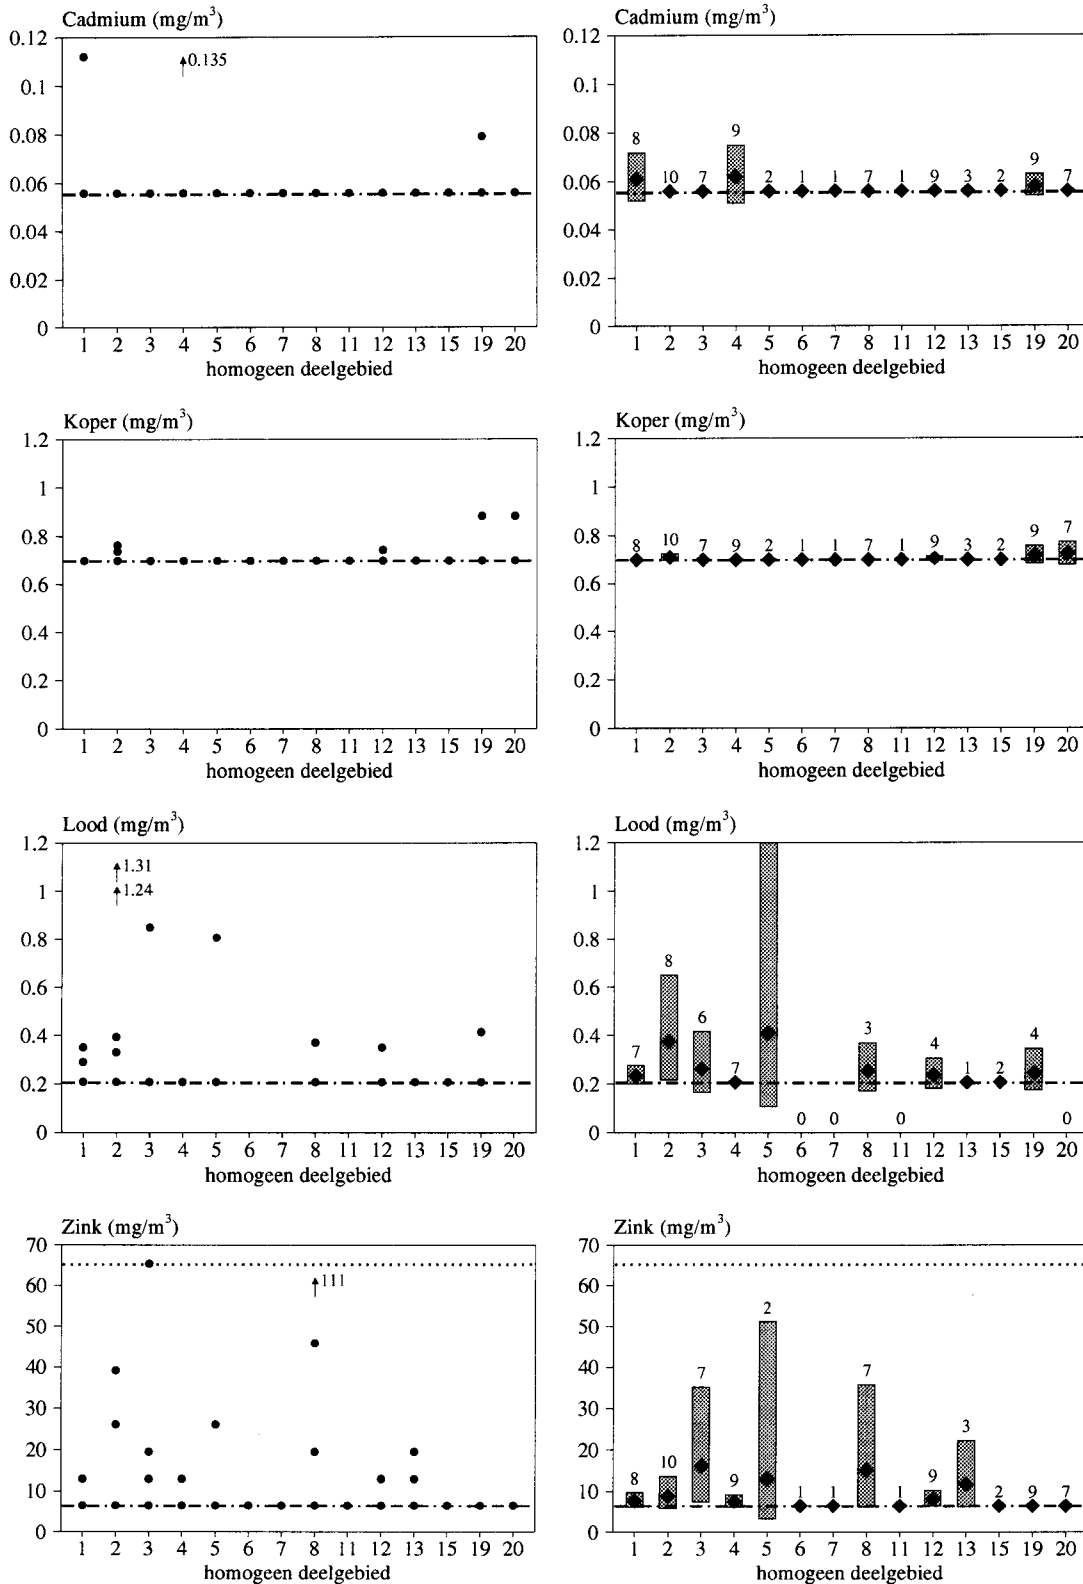 Cadmium (mg/m³)
0.12
0.1
0.08
0.06
0.04
0.02
0
0.135
1 2 3 4 5 6 7 8 11 12 13 15 19 20
homogeen deelgebied
Cadmium (mg/m³)
0.12
0.1
0.08
0.06
0.04
0.02
0
8 10 7 9 2 1 1 7 1 9 3 2 9 7
1 2 3 4 5 6 7 8 11 12 13 15 19 20
homogeen deelgebied
Koper (mg/m³)
1.2
1
0.8
0.6
0.4
0.2
0
1 2 3 4 5 6 7 8 11 12 13 15 19 20
homogeen deelgebied
Koper (mg/m³)
1.2
1
0.8
0.6
0.4
0.2
0
8 10 7 9 2 1 1 7 1 9 3 2 9 7
1 2 3 4 5 6 7 8 11 12 13 15 19 20
homogeen deelgebied
Lood (mg/m³)
1.2
1
0.8
0.6
0.4
0.2
0
1.31
1.24
1 2 3 4 5 6 7 8 11 12 13 15 19 20
homogeen deelgebied
Lood (mg/m³)
1.2
1
0.8
0.6
0.4
0.2
0
7 8 6 7 0 0 3 0 4 1 2 4 0
1 2 3 4 5 6 7 8 11 12 13 15 19 20
homogeen deelgebied
Zink (mg/m³)
70
60
50
40
30
20
10
0
111
1 2 3 4 5 6 7 8 11 12 13 15 19 20
homogeen deelgebied
Zink (mg/m³)
70
60
50
40
30
20
10
0
8 10 7 9 2 1 1 7 1 9 3 2 9 7
1 2 3 4 5 6 7 8 11 12 13 15 19 20
homogeen deelgebied